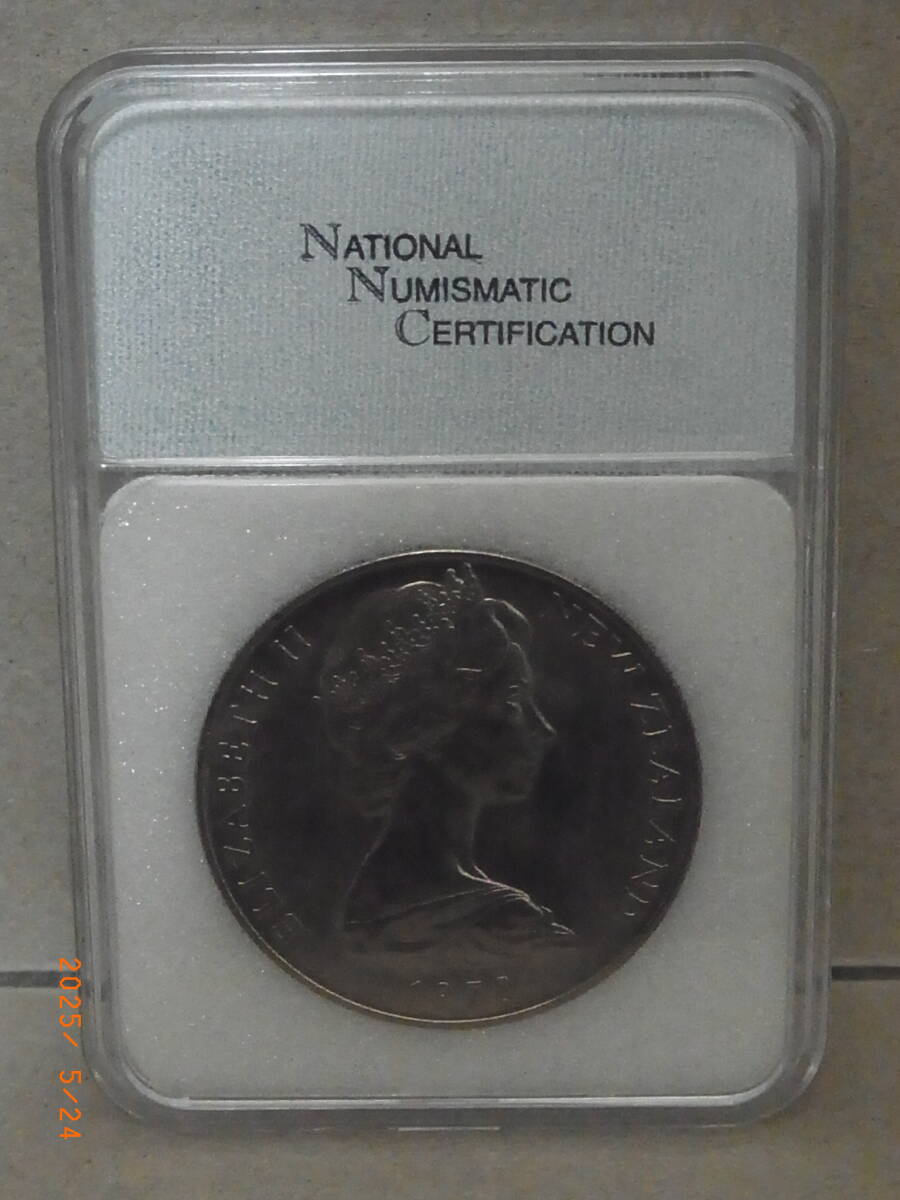 NATIONAL
NUMISMATIC
CERTIFICATION
ELIZABETH II
NEW ZEALAND
2025/ 5/24